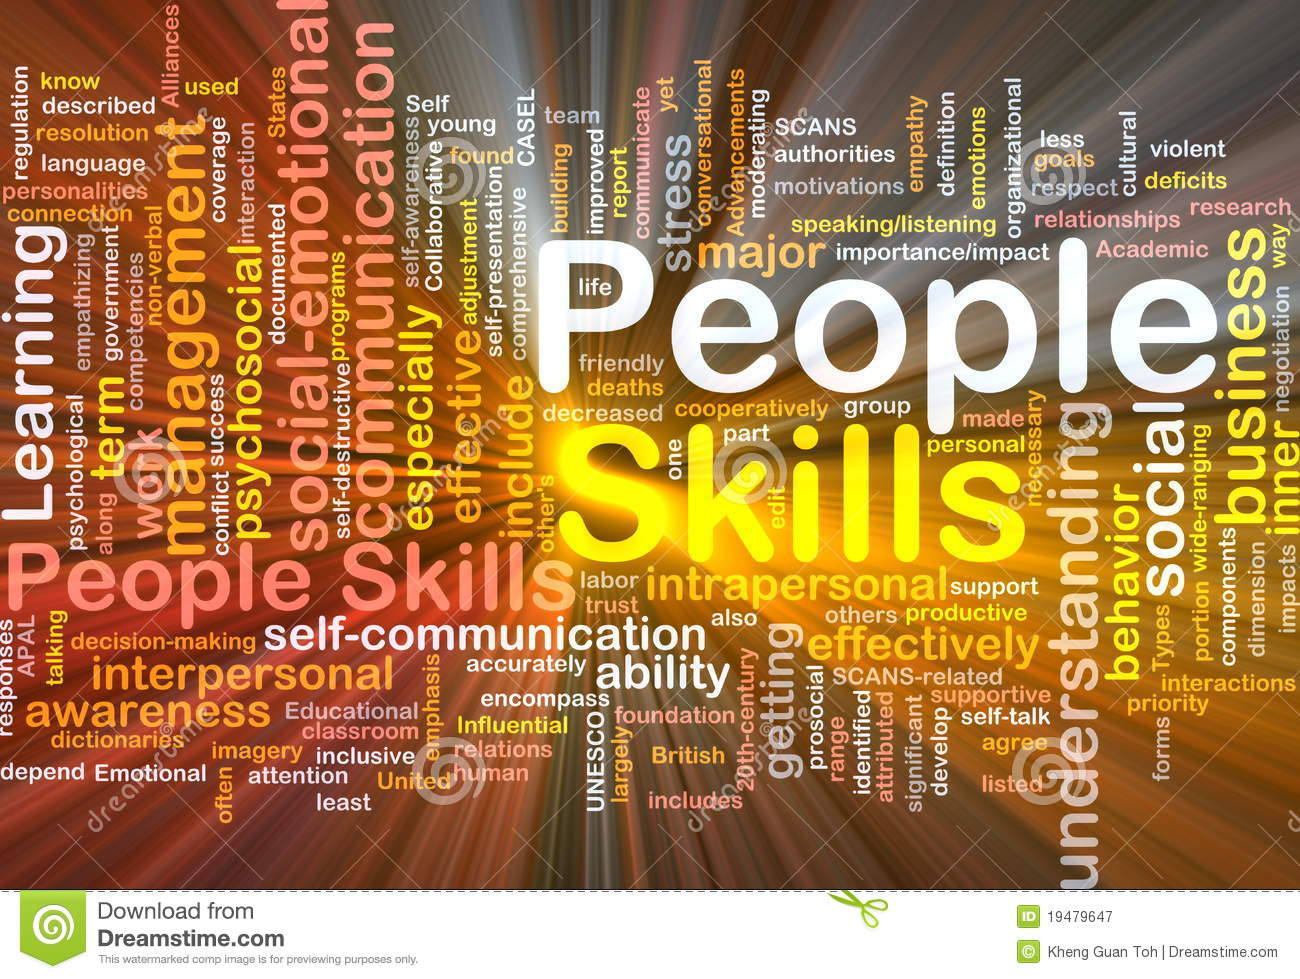 know
described
resolution
language
personalities
connection
regulation
Alliances
used
States
Self
young
found
CASEL
team
communicate
yet
conversational
Advancements
moderating
SCANS
authorities
motivations
empathy
definition
emotions
organizational
less
goals
respect
cultural
violent
deficits
research
relationships
Academic
way
speaking/listening
importance/impact
major
stress
report
improved
building
self-awareness
Collaborative
adjustment
self-presentation
comprehensive
coverage
interaction
documented
management
social-emotional
communication
Learning
empathizing
government
competencies
non-verbal
psychosocial
programs
self-destructive
especially
effective
include
other's
psychological
along
term
work
conflict
success
People
life
friendly
deaths
decreased
cooperatively
group
made
personal
necessary
part
one
edit
Skills
understanding
behavior
social
wide-ranging
business
inner
negotiation
People Skills
labor
trust
intrapersonal
support
also
others
productive
effectively
self-communication
accurately
ability
encompass
decision-making
interpersonal
awareness
dictionaries
depend
Emotional
talking
APAL
responses
Educational
classroom
imagery
inclusive
attention
often
least
United
emphasis
Influential
relations
human
UNESCO
largely
foundation
British
includes
20th-century
getting
prosocial
range
identified
attributed
significant
develop
SCANS-related
supportive
self-talk
agree
listed
Types
portion
components
dimension
impacts
interactions
priority
forms
dreamstime
Download from
Dreamstime.com
This watermarked comp image is for previewing purposes only.
ID 19479647
© Kheng Guan Toh | Dreamstime.com